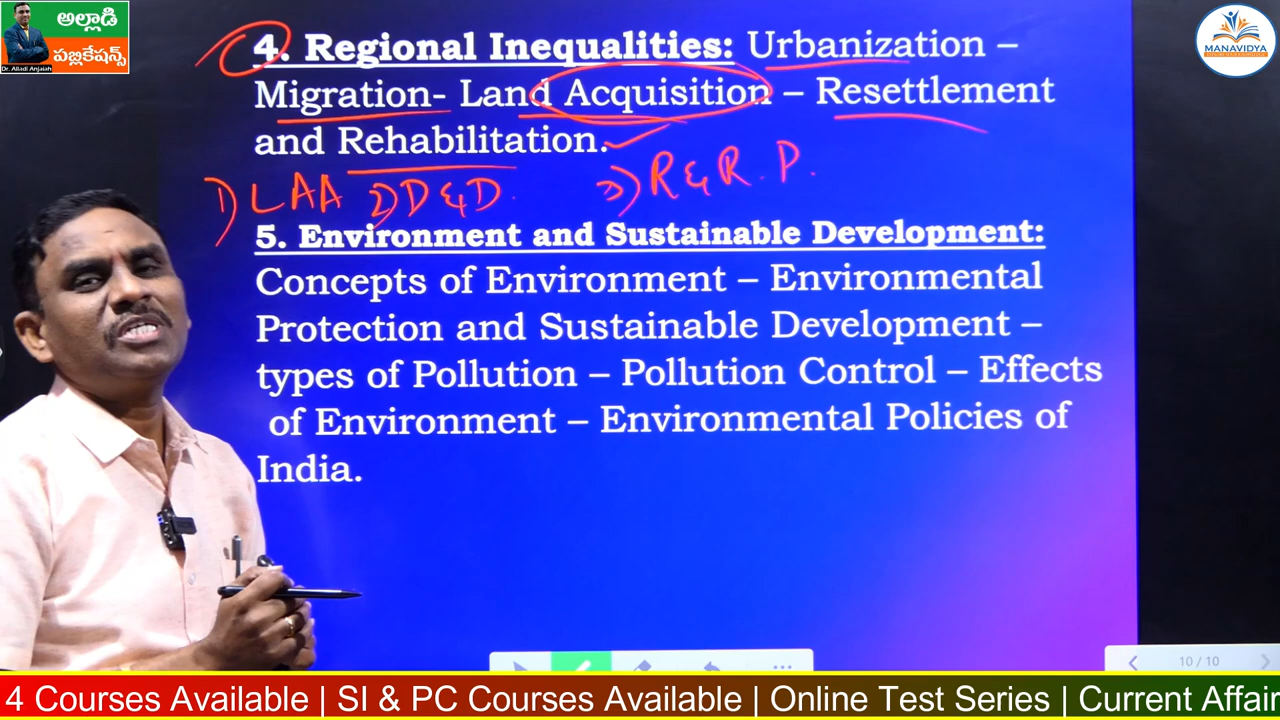 అల్లాడి
పబ్లికేషన్స్
Dr. Alladi Anjaiah
MANAVIDYA
4. Regional Inequalities: Urbanization –
Migration- Land Acquisition – Resettlement
and Rehabilitation.
1) LAA 2) D & D. 3) R & R. P.
5. Environment and Sustainable Development:
Concepts of Environment – Environmental
Protection and Sustainable Development –
types of Pollution – Pollution Control – Effects
of Environment – Environmental Policies of
India.
10 / 10
4 Courses Available | SI & PC Courses Available | Online Test Series | Current Affair